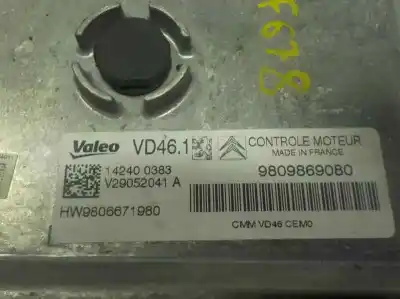 Valeo VD46.1 CONTROLE MOTEUR
MADE IN FRANCE
14240 0383
V29052041 A
9809869080
HW9806671980
CMM VD46 CEM0